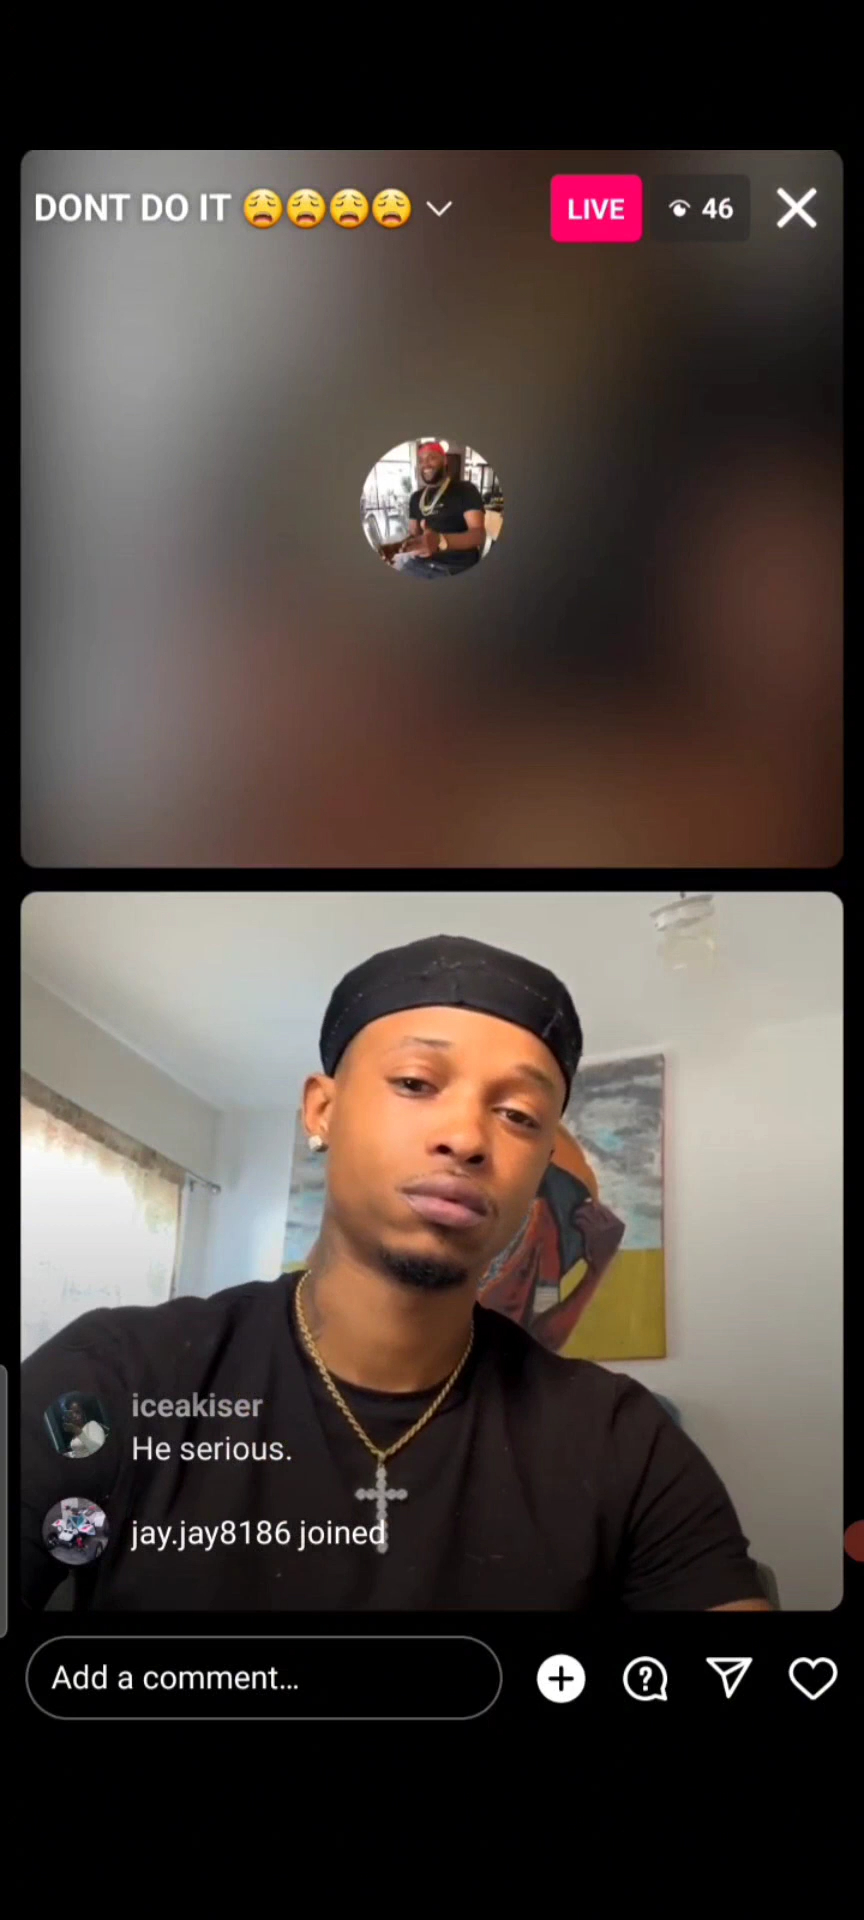 DONT DO IT 😩😩😩😩
LIVE
46
iceakiser
He serious.
jay.jay8186 joined
Add a comment...